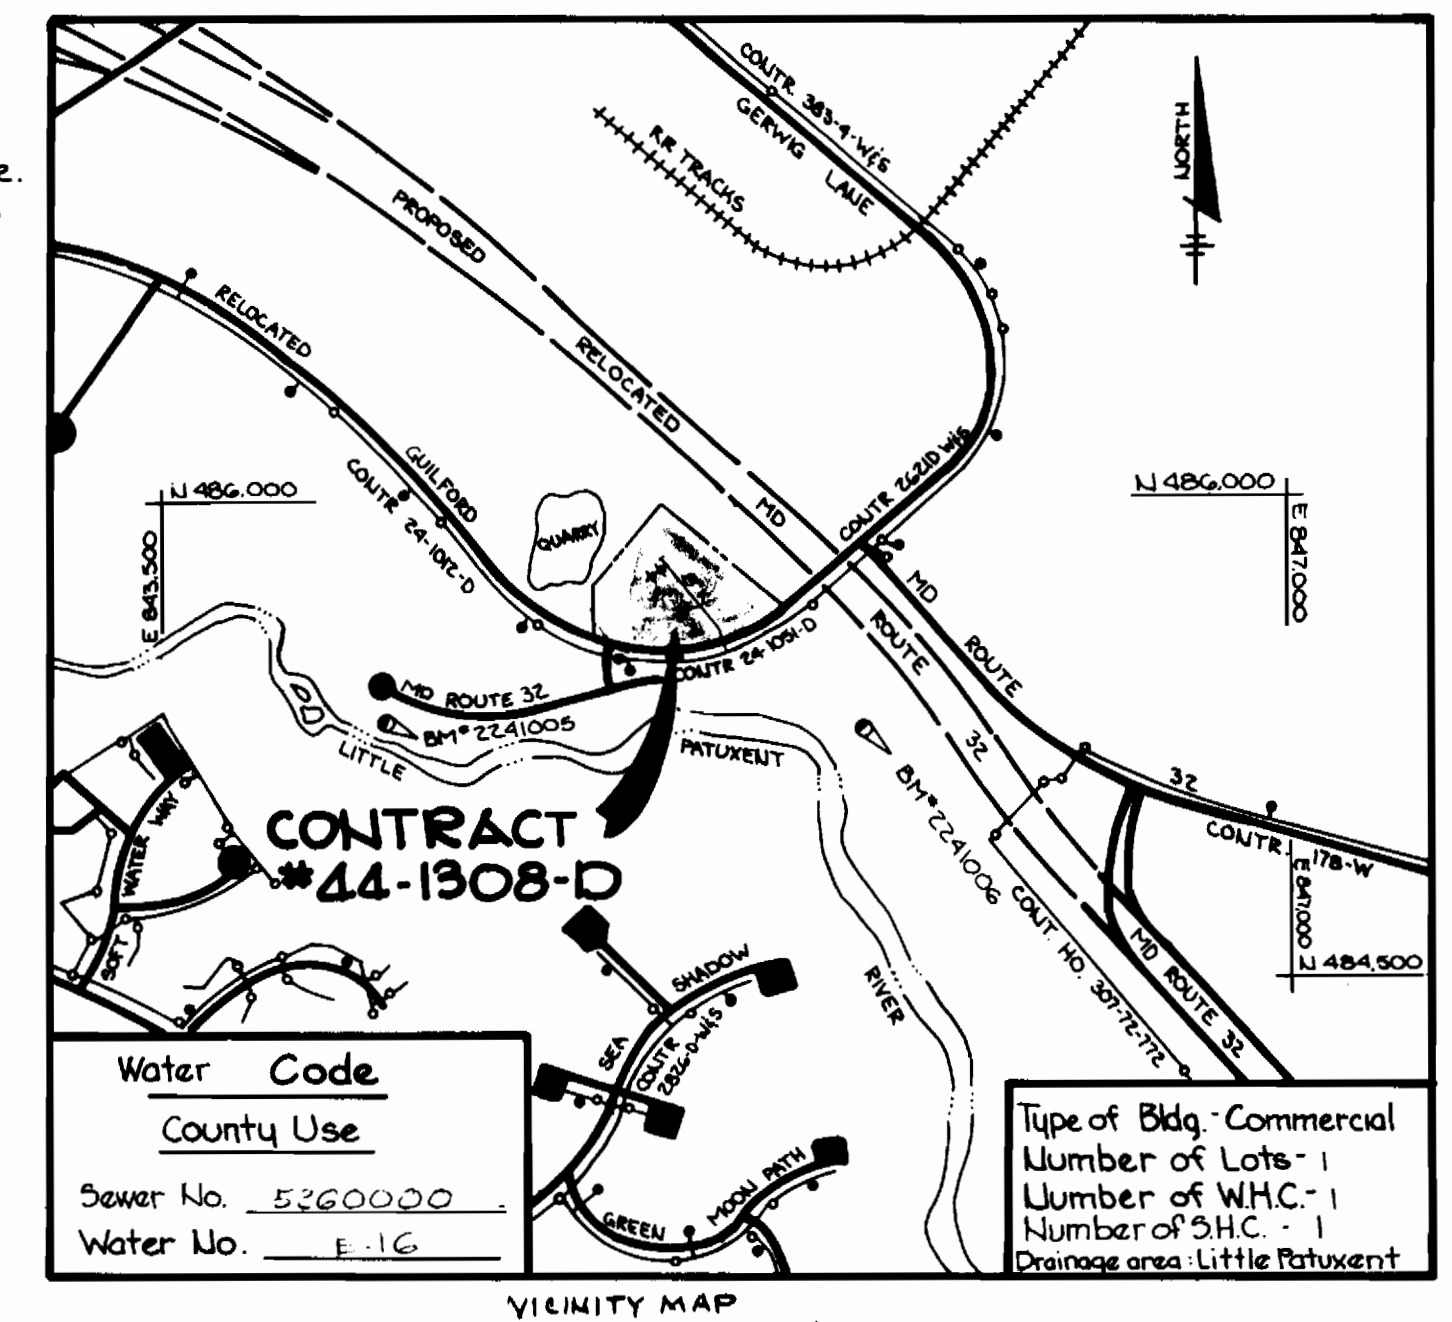 CONTR. 383-4-W&S
GERWIG LANE
RR TRACKS
NORTH
PROPOSED RELOCATED MD ROUTE 32
RELOCATED GUILFORD
CONTR 24-1012-D
QUARRY
CONTR 2621D W&S
N 486.000
E 843.500
N 486.000
E 847.000
MD ROUTE 32
CONTR 24-1051-D
MD ROUTE 32
BM# 2241005
LITTLE PATUXENT RIVER
BM# 2241006
CONTR. 178-W
E 847.000
N 484,500
CONT. HO. 307-72-772
MD ROUTE 32
CONTRACT
#44-1308-D
SOFT WATER WAY
SEA SHADOW
CONTR
2826-D-W&S
GREEN MOON PATH
Water Code
County Use
Sewer No. 5360000
Water No. E-16
Type of Bldg.-Commercial
Number of Lots-1
Number of W.H.C.-1
Number of S.H.C.-1
Drainage area: Little Patuxent
VICINITY MAP